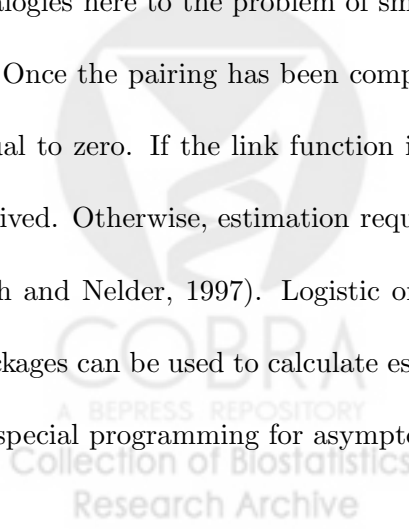 alogies here to the problem of sm
Once the pairing has been comp
ual to zero. If the link function i
ived. Otherwise, estimation requ
h and Nelder, 1997). Logistic or
COBRA
ckages can be used to calculate es
A BEPRESS REPOSITORY
special programming for asympto
Collection of Biostatistics
Research Archive